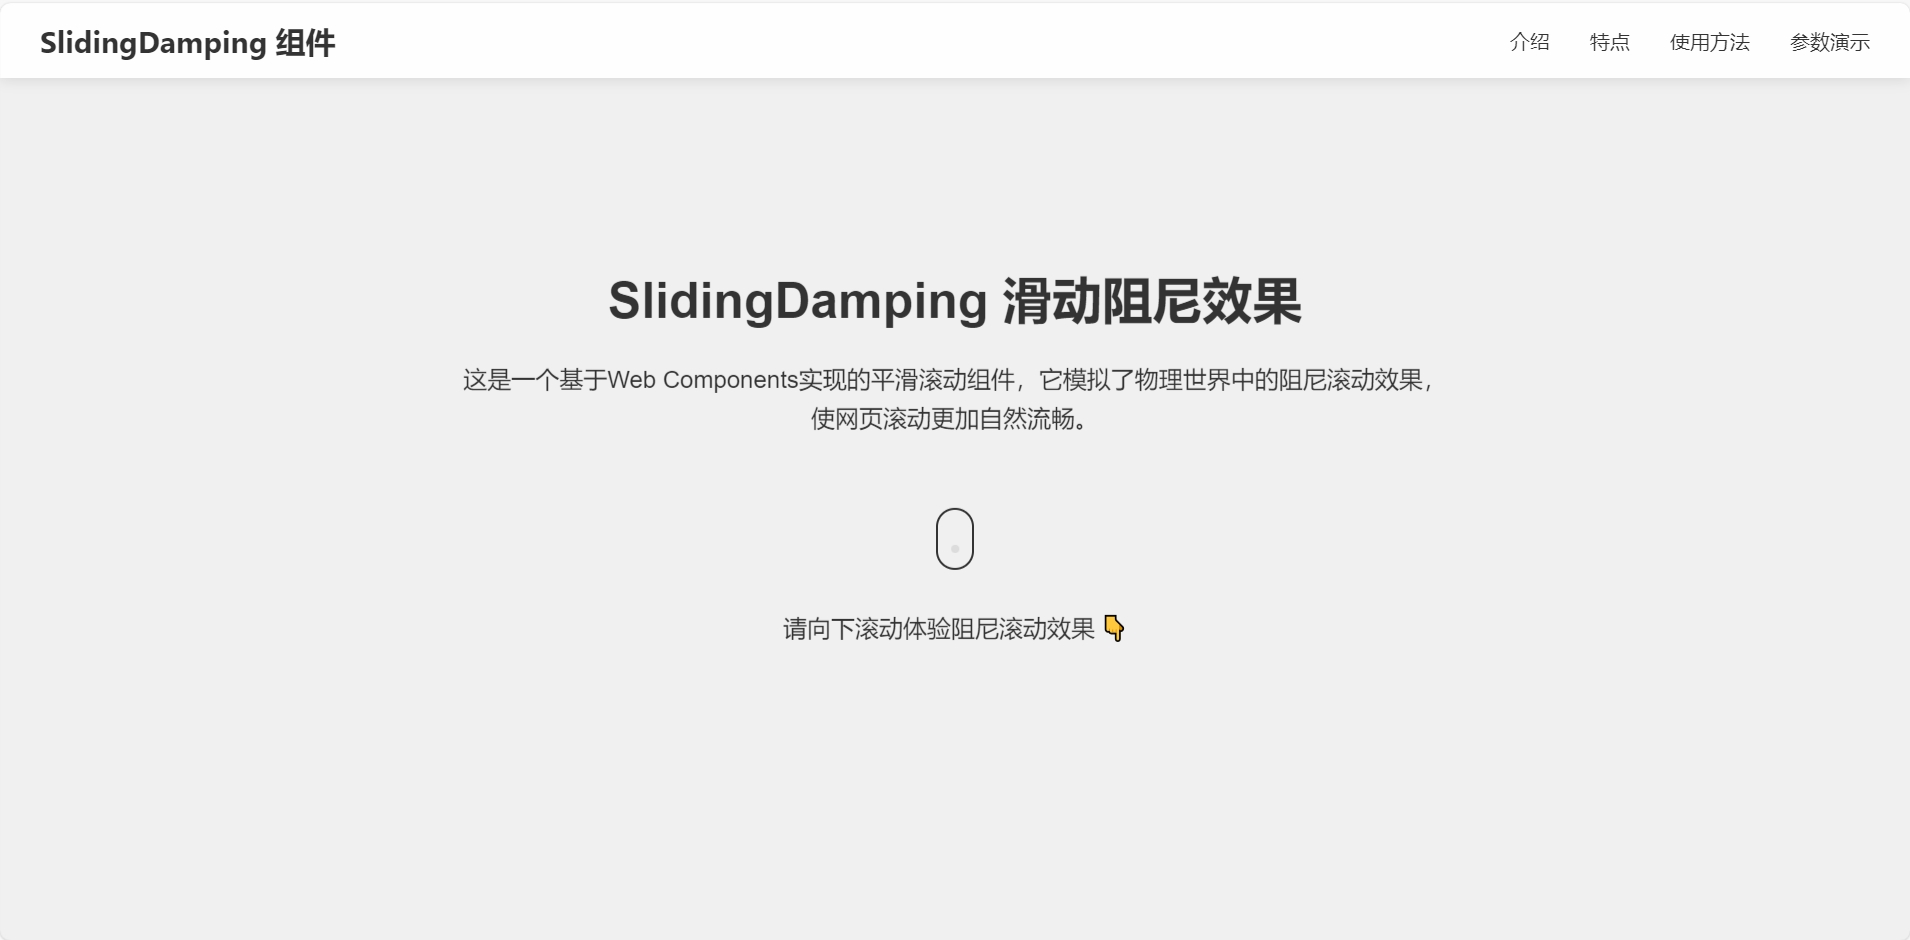 SlidingDamping 组件
介绍 特点 使用方法 参数演示
SlidingDamping 滑动阻尼效果
这是一个基于Web Components实现的平滑滚动组件，它模拟了物理世界中的阻尼滚动效果，
使网页滚动更加自然流畅。
请向下滚动体验阻尼滚动效果 👇